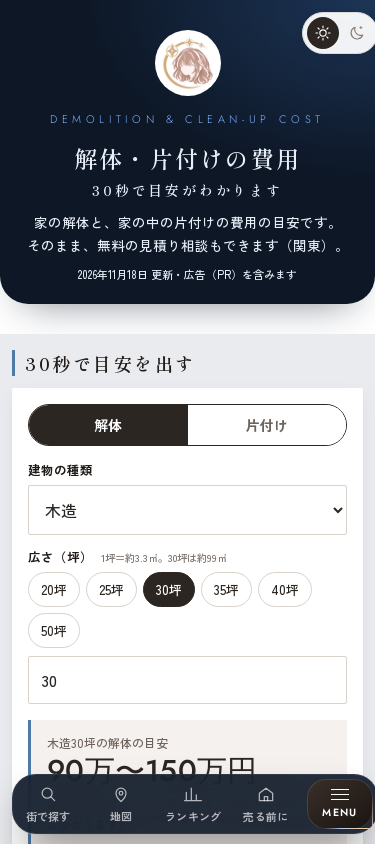 DEMOLITION & CLEAN-UP COST
解体・片付けの費用
30秒で目安がわかります
家の解体と、家の中の片付けの費用の目安です。
そのまま、無料の見積り相談もできます（関東）。
2026年11月18日 更新・広告（PR）を含みます
30秒で目安を出す
解体 片付け
建物の種類
木造
広さ（坪） 1坪＝約3.3㎡。30坪は約99㎡
20坪 25坪 30坪 35坪 40坪
50坪
30
木造30坪の解体の目安
90万〜150万円
街で探す 地図 ランキング 売る前に MENU